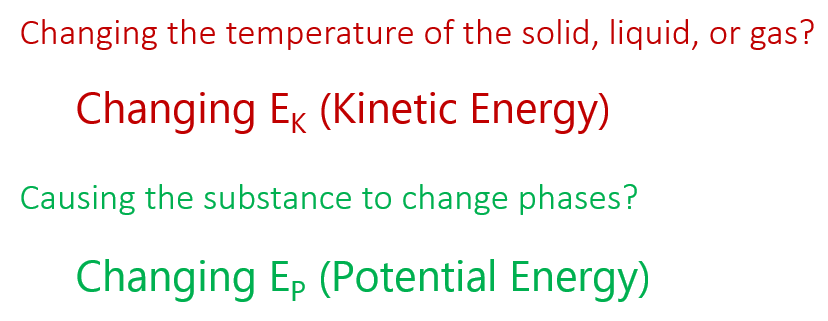 Changing the temperature of the solid, liquid, or gas?
Changing Eₖ (Kinetic Energy)
Causing the substance to change phases?
Changing Eₚ (Potential Energy)